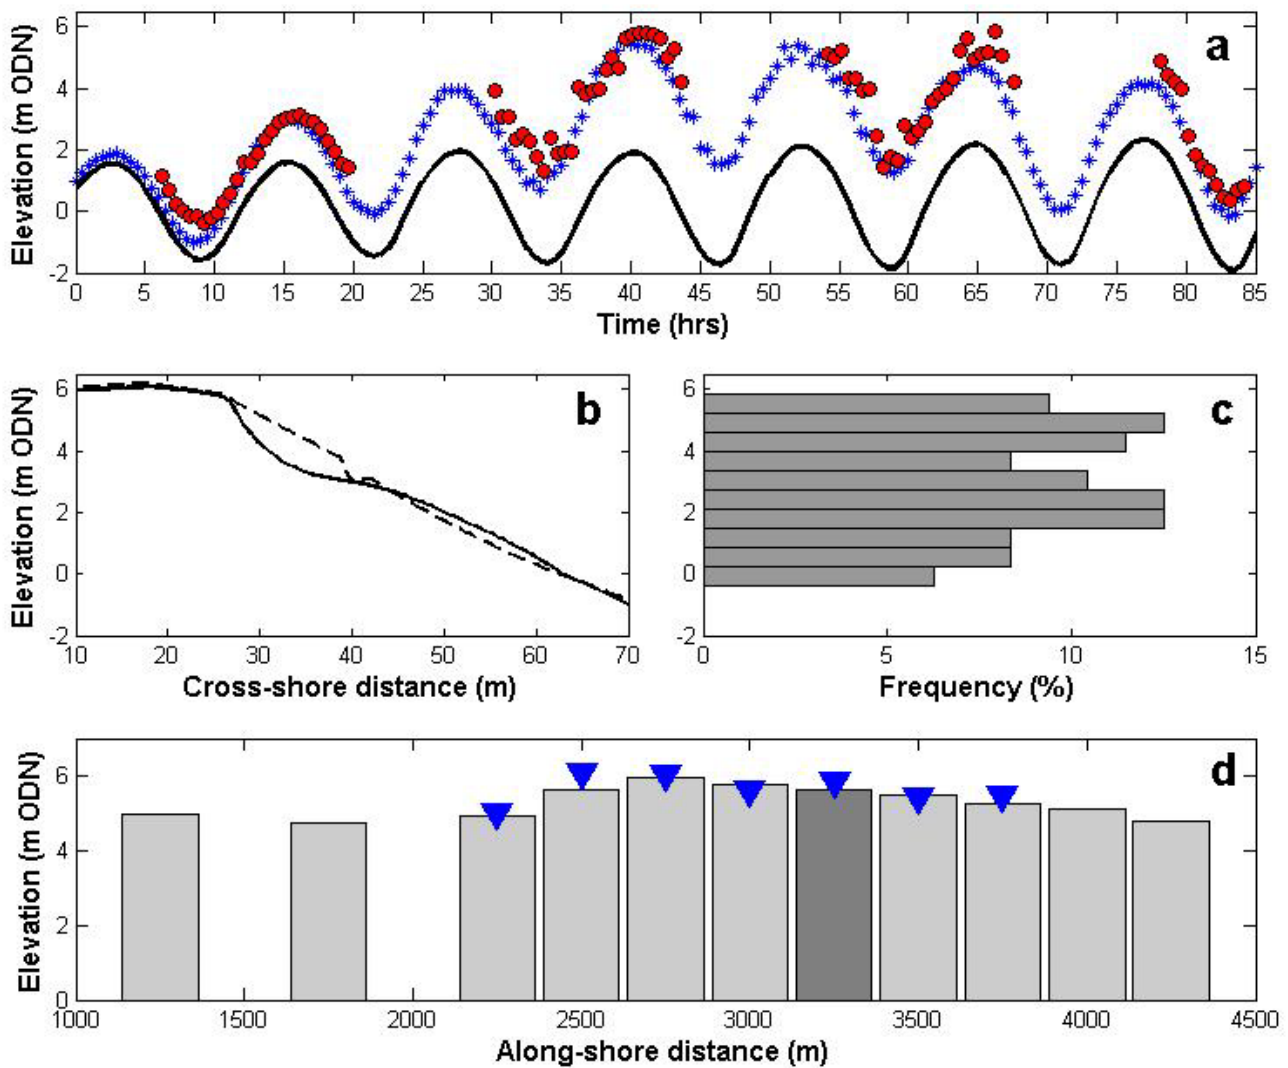 a
Elevation (m ODN)
6
4
2
0
-2
0 5 10 15 20 25 30 35 40 45 50 55 60 65 70 75 80 85
Time (hrs)
b
Elevation (m ODN)
6
4
2
0
-2
10 20 30 40 50 60 70
Cross-shore distance (m)
c
6
4
2
0
-2
0 5 10 15
Frequency (%)
d
Elevation (m ODN)
6
4
2
0
1000 1500 2000 2500 3000 3500 4000 4500
Along-shore distance (m)